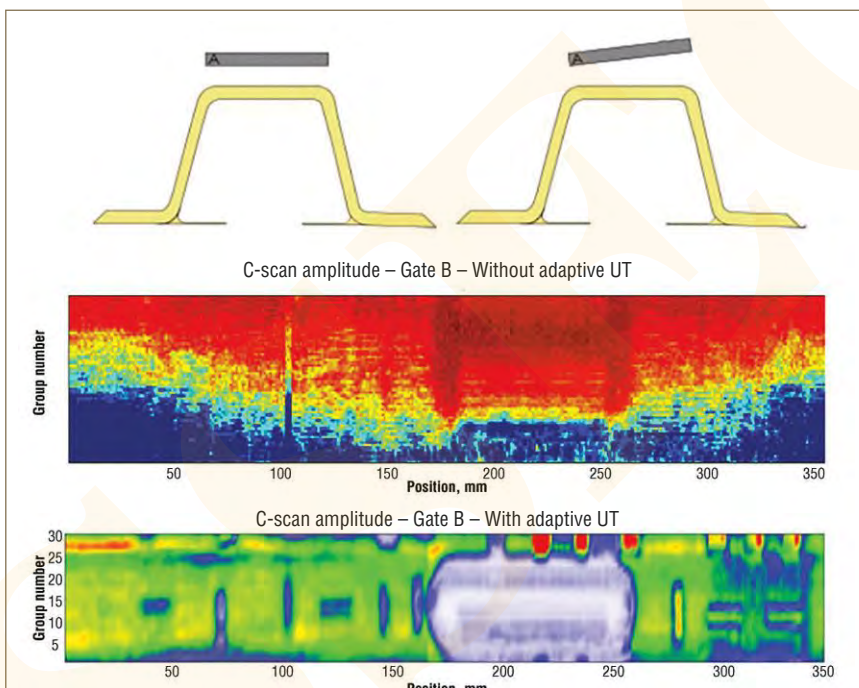 A
A
C-scan amplitude – Gate B – Without adaptive UT
Group number
50 100 150 200 250 300 350
Position, mm
C-scan amplitude – Gate B – With adaptive UT
Group number
30
25
20
15
10
5
50 100 150 200 250 300 350
Position, mm